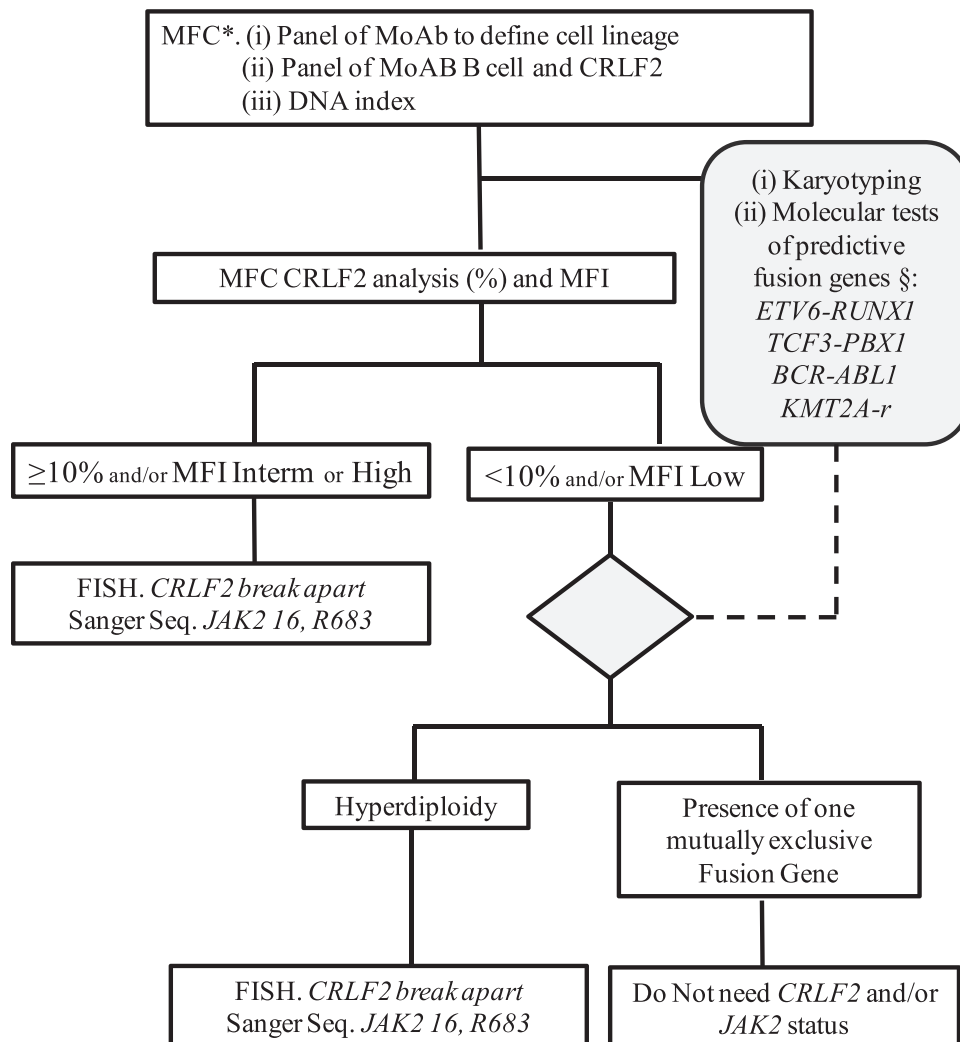 MFC*. (i) Panel of MoAb to define cell lineage
(ii) Panel of MoAB B cell and CRLF2
(iii) DNA index
(i) Karyotyping
(ii) Molecular tests
of predictive
fusion genes §:
ETV6-RUNX1
TCF3-PBX1
BCR-ABL1
KMT2A-r
MFC CRLF2 analysis (%) and MFI
≥10% and/or MFI Interm or High
<10% and/or MFI Low
FISH. CRLF2 break apart
Sanger Seq. JAK2 16, R683
Hyperdiploidy
Presence of one
mutually exclusive
Fusion Gene
FISH. CRLF2 break apart
Sanger Seq. JAK2 16, R683
Do Not need CRLF2 and/or
JAK2 status